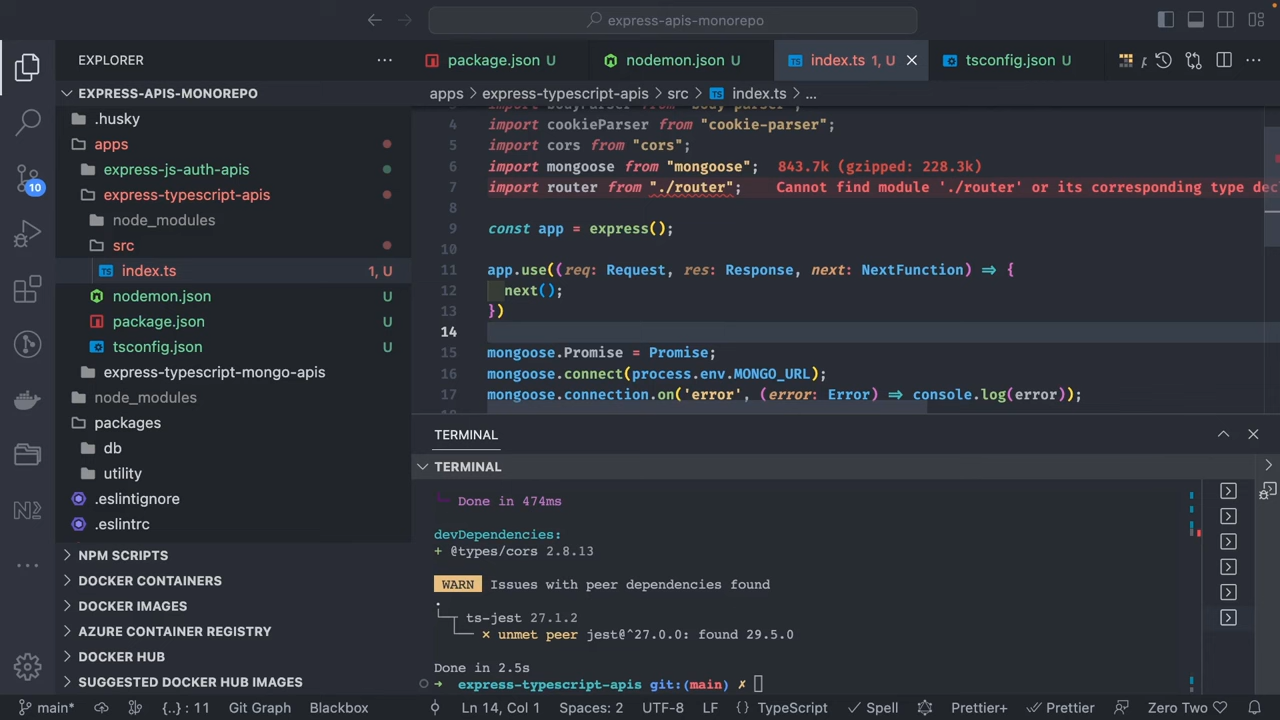 express-apis-monorepo
EXPLORER
package.json U
nodemon.json U
index.ts 1, U
tsconfig.json U
EXPRESS-APIS-MONOREPO
.husky
apps
express-js-auth-apis
express-typescript-apis
node_modules
src
index.ts 1, U
nodemon.json U
package.json U
tsconfig.json U
express-typescript-mongo-apis
node_modules
packages
db
utility
.eslintignore
.eslintrc
NPM SCRIPTS
DOCKER CONTAINERS
DOCKER IMAGES
AZURE CONTAINER REGISTRY
DOCKER HUB
SUGGESTED DOCKER HUB IMAGES
10
apps > express-typescript-apis > src > index.ts > ...
4 import cookieParser from "cookie-parser";
5 import cors from "cors";
6 import mongoose from "mongoose"; 843.7k (gzipped: 228.3k)
7 import router from "./router"; Cannot find module './router' or its corresponding type dec
8
9 const app = express();
10
11 app.use((req: Request, res: Response, next: NextFunction) => {
12 next();
13 })
14
15 mongoose.Promise = Promise;
16 mongoose.connect(process.env.MONGO_URL);
17 mongoose.connection.on('error', (error: Error) => console.log(error));
TERMINAL
TERMINAL
Done in 474ms
devDependencies:
+ @types/cors 2.8.13
WARN Issues with peer dependencies found
.
└── ts-jest 27.1.2
└── ✕ unmet peer jest@^27.0.0: found 29.5.0
Done in 2.5s
➜ express-typescript-apis git:(main) ✗
main* {..} : 11 Git Graph Blackbox Ln 14, Col 1 Spaces: 2 UTF-8 LF {} TypeScript Spell Prettier+ Prettier Zero Two